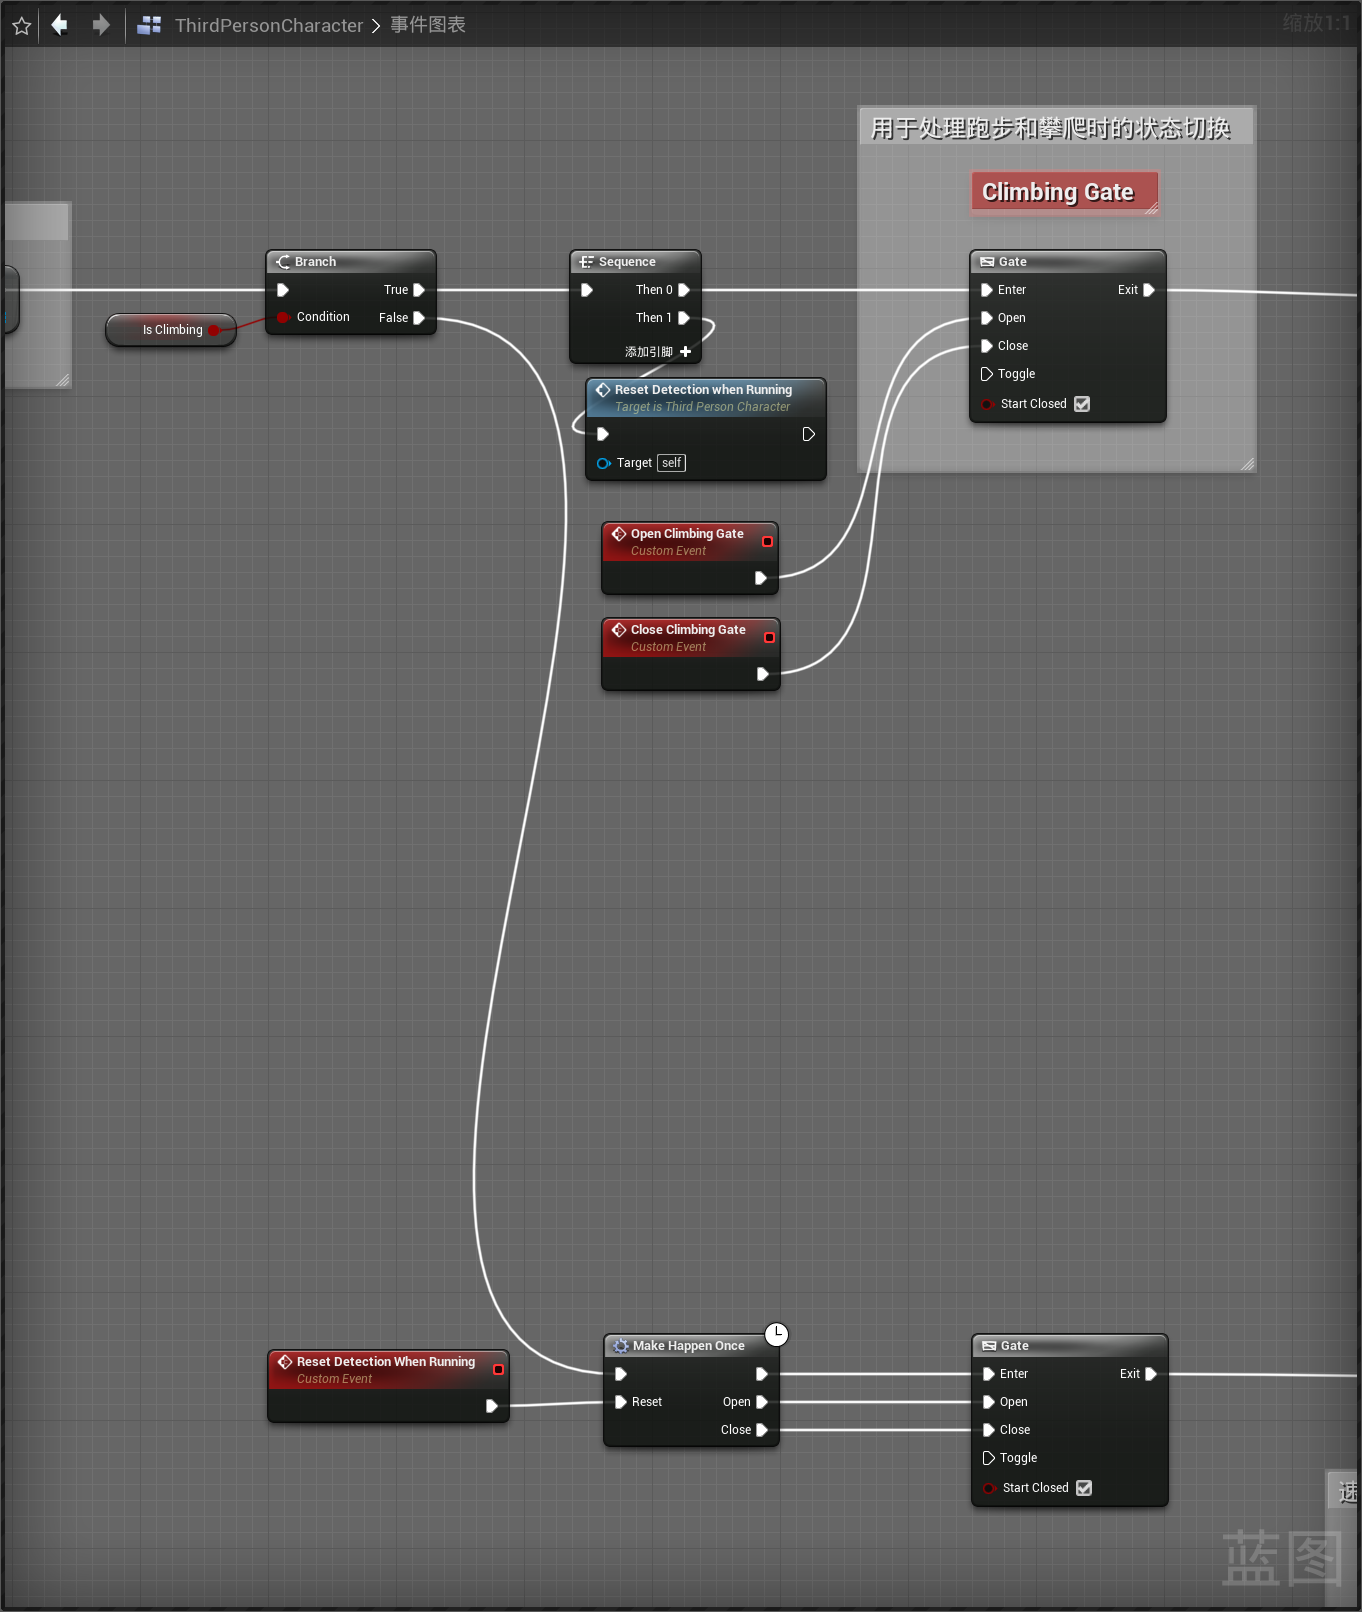 ThirdPersonCharacter > 事件图表
缩放1:1
用于处理跑步和攀爬时的状态切换
Climbing Gate
Branch
True
Condition
False
Is Climbing
Sequence
Then 0
Then 1
添加引脚
Gate
Enter
Exit
Open
Close
Toggle
Start Closed
Reset Detection when Running
Target is Third Person Character
Target self
Open Climbing Gate
Custom Event
Close Climbing Gate
Custom Event
Reset Detection When Running
Custom Event
Make Happen Once
Reset
Open
Close
Gate
Enter
Exit
Open
Close
Toggle
Start Closed
速
蓝图